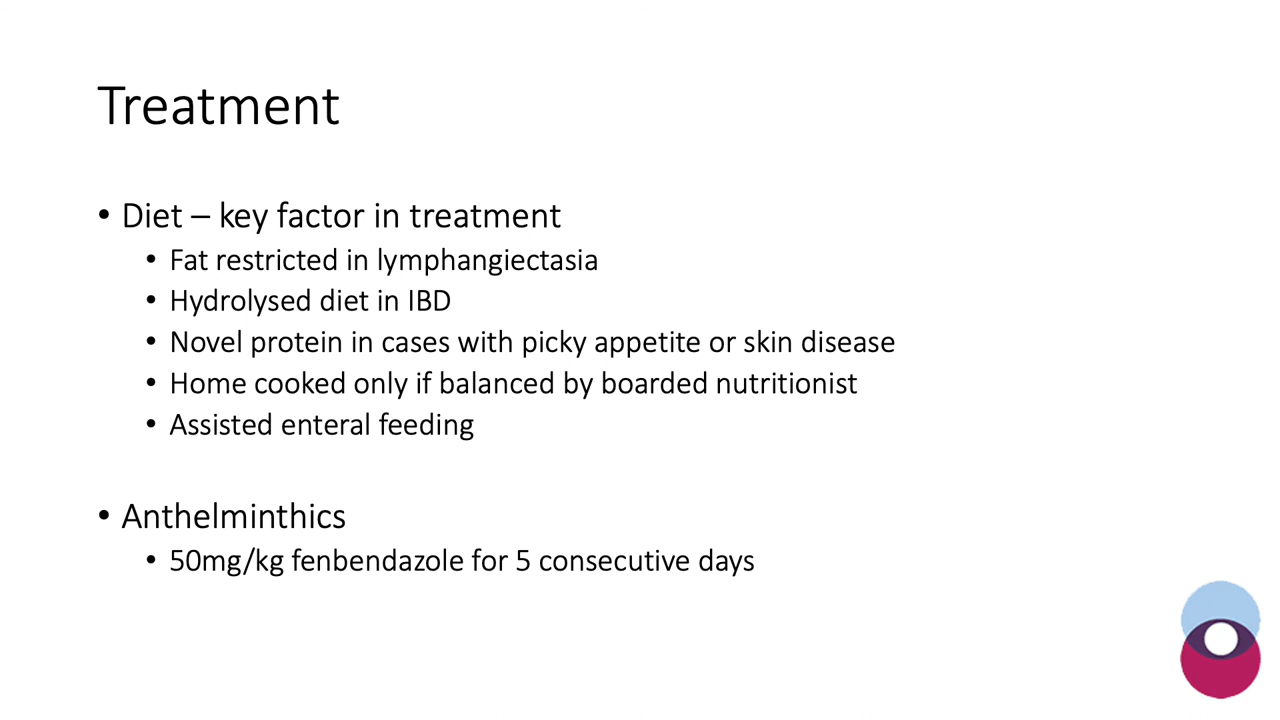 Treatment
• Diet – key factor in treatment
• Fat restricted in lymphangiectasia
• Hydrolysed diet in IBD
• Novel protein in cases with picky appetite or skin disease
• Home cooked only if balanced by boarded nutritionist
• Assisted enteral feeding
• Anthelminthics
• 50mg/kg fenbendazole for 5 consecutive days